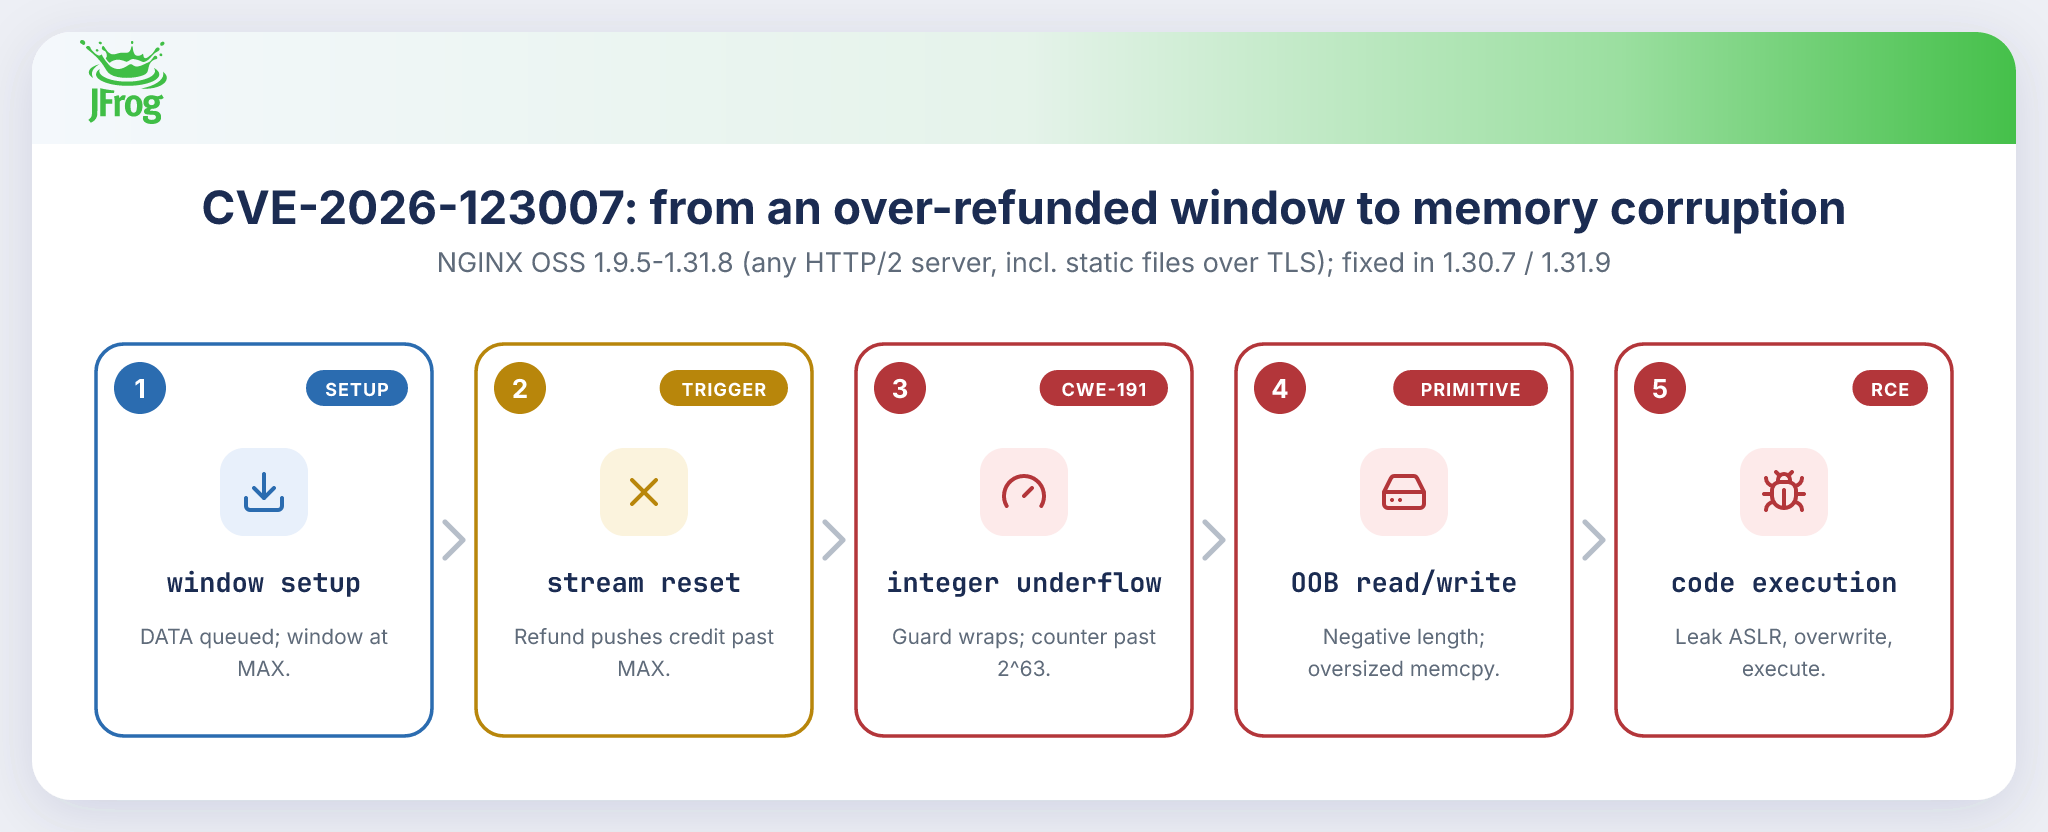 JFrog
CVE-2026-123007: from an over-refunded window to memory corruption
NGINX OSS 1.9.5-1.31.8 (any HTTP/2 server, incl. static files over TLS); fixed in 1.30.7 / 1.31.9
1
SETUP
window setup
DATA queued; window at
MAX.
2
TRIGGER
stream reset
Refund pushes credit past
MAX.
3
CWE-191
integer underflow
Guard wraps; counter past
2^63.
4
PRIMITIVE
OOB read/write
Negative length;
oversized memcpy.
5
RCE
code execution
Leak ASLR, overwrite,
execute.